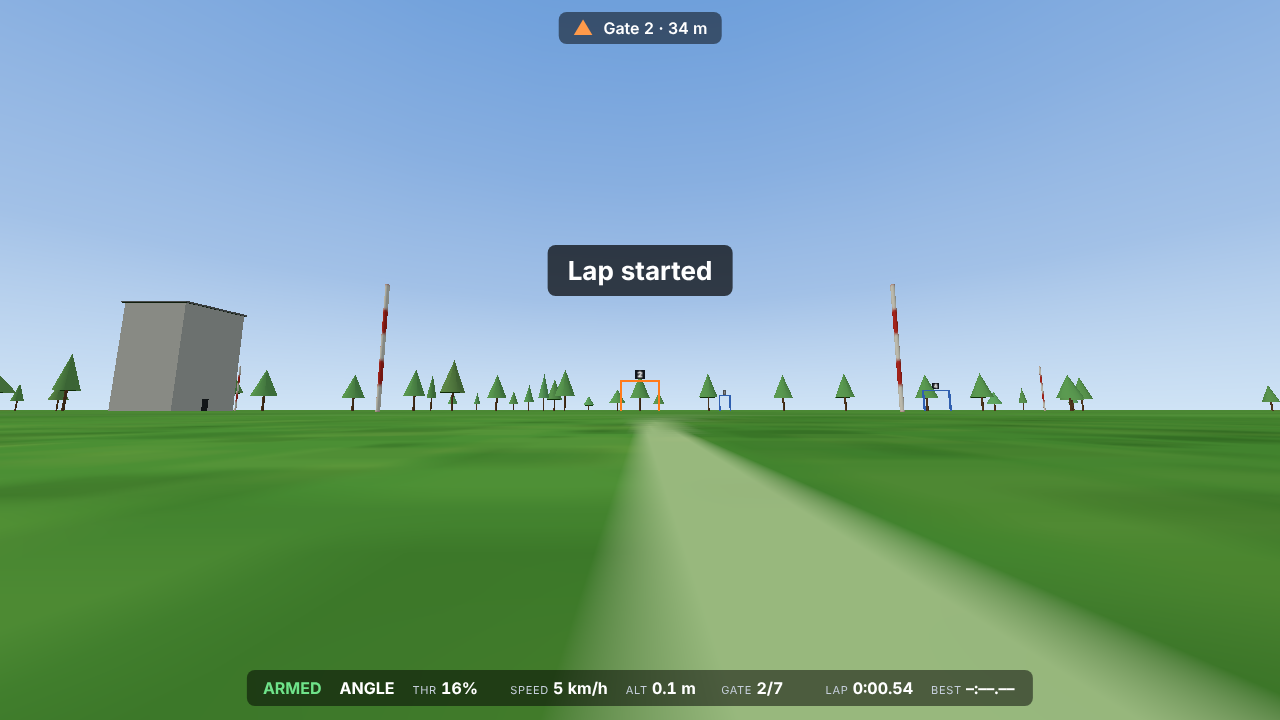 Gate 2 · 34 m
Lap started
2
ARMED ANGLE THR 16% SPEED 5 km/h ALT 0.1 m GATE 2/7 LAP 0:00.54 BEST –:––.––